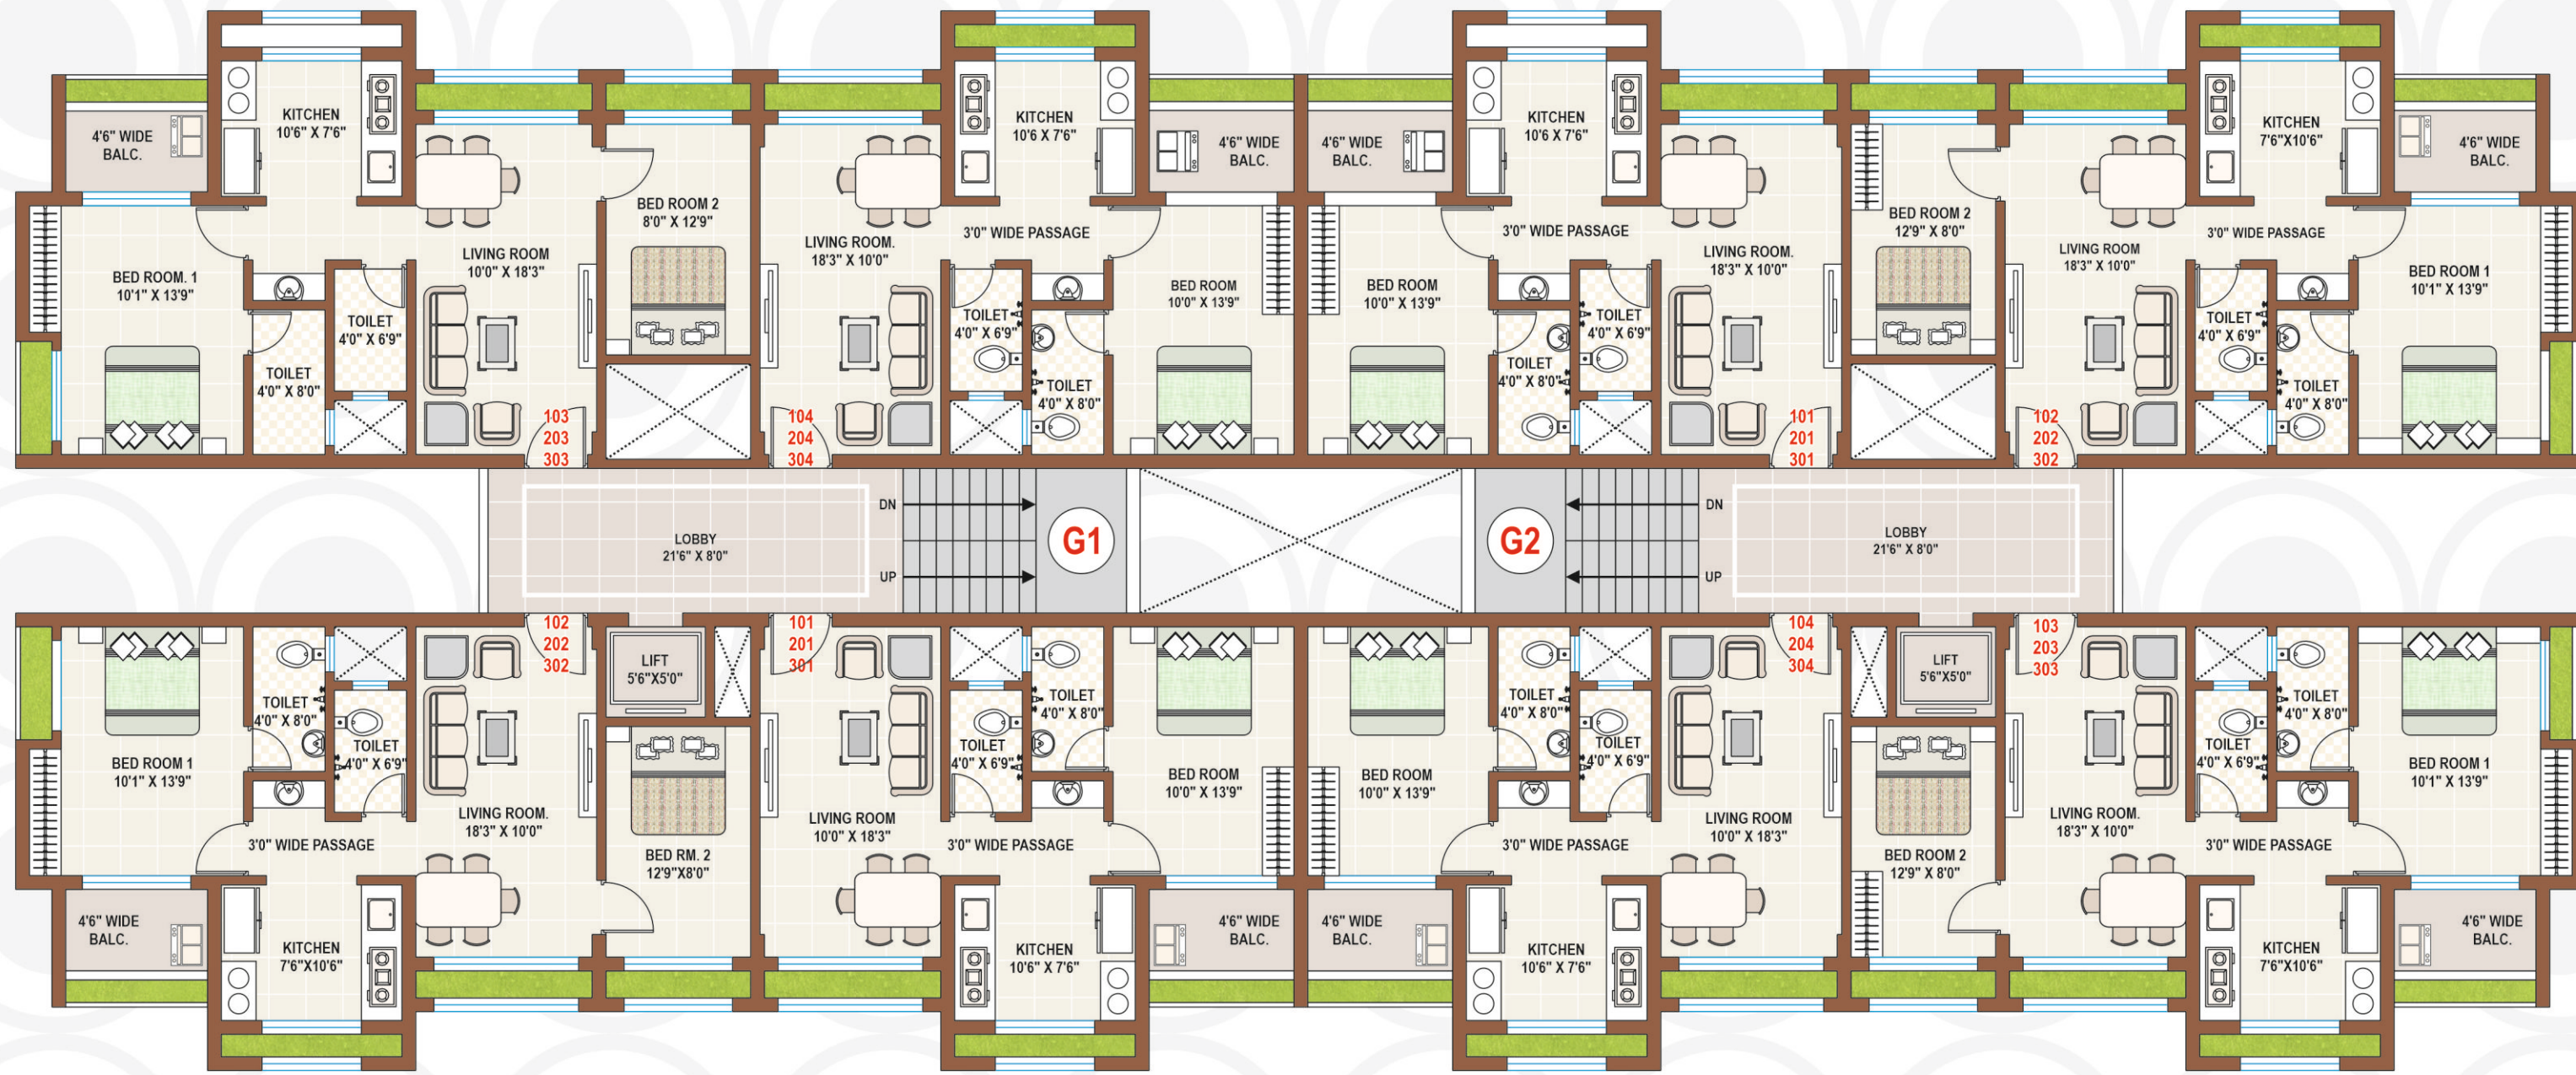 KITCHEN
10'6" X 7'6"
4'6" WIDE
BALC.
BED ROOM. 1
10'1" X 13'9"
TOILET
4'0" X 8'0"
TOILET
4'0" X 6'9"
LIVING ROOM
10'0" X 18'3"
BED ROOM 2
8'0" X 12'9"
103
203
303
LIVING ROOM.
18'3" X 10'0"
KITCHEN
10'6 X 7'6"
3'0" WIDE PASSAGE
4'6" WIDE
BALC.
TOILET
4'0" X 6'9"
TOILET
4'0" X 8'0"
BED ROOM
10'0" X 13'9"
104
204
304
4'6" WIDE
BALC.
KITCHEN
10'6 X 7'6"
3'0" WIDE PASSAGE
BED ROOM
10'0" X 13'9"
TOILET
4'0" X 8'0"
TOILET
4'0" X 6'9"
LIVING ROOM.
18'3" X 10'0"
101
201
301
BED ROOM 2
12'9" X 8'0"
LIVING ROOM
18'3" X 10'0"
KITCHEN
7'6"X10'6"
4'6" WIDE
BALC.
3'0" WIDE PASSAGE
BED ROOM 1
10'1" X 13'9"
TOILET
4'0" X 6'9"
TOILET
4'0" X 8'0"
102
202
302
LOBBY
21'6" X 8'0"
DN
UP
G1
G2
DN
UP
LOBBY
21'6" X 8'0"
102
202
302
BED ROOM 1
10'1" X 13'9"
TOILET
4'0" X 8'0"
TOILET
4'0" X 6'9"
LIVING ROOM.
18'3" X 10'0"
3'0" WIDE PASSAGE
4'6" WIDE
BALC.
KITCHEN
7'6"X10'6"
LIFT
5'6"X5'0"
BED RM. 2
12'9"X8'0"
101
201
301
TOILET
4'0" X 8'0"
TOILET
4'0" X 6'9"
BED ROOM
10'0" X 13'9"
LIVING ROOM
10'0" X 18'3"
3'0" WIDE PASSAGE
KITCHEN
10'6" X 7'6"
4'6" WIDE
BALC.
104
204
304
TOILET
4'0" X 8'0"
TOILET
4'0" X 6'9"
BED ROOM
10'0" X 13'9"
LIVING ROOM
10'0" X 18'3"
3'0" WIDE PASSAGE
4'6" WIDE
BALC.
KITCHEN
10'6" X 7'6"
LIFT
5'6"X5'0"
BED ROOM 2
12'9" X 8'0"
103
203
303
TOILET
4'0" X 8'0"
TOILET
4'0" X 6'9"
BED ROOM 1
10'1" X 13'9"
LIVING ROOM.
18'3" X 10'0"
3'0" WIDE PASSAGE
KITCHEN
7'6"X10'6"
4'6" WIDE
BALC.